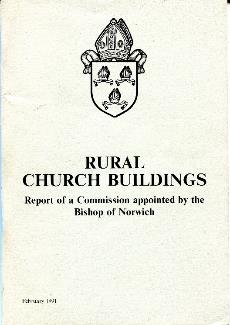 RURAL
CHURCH BUILDINGS
Report of a Commission appointed by the
Bishop of Norwich
February 1991